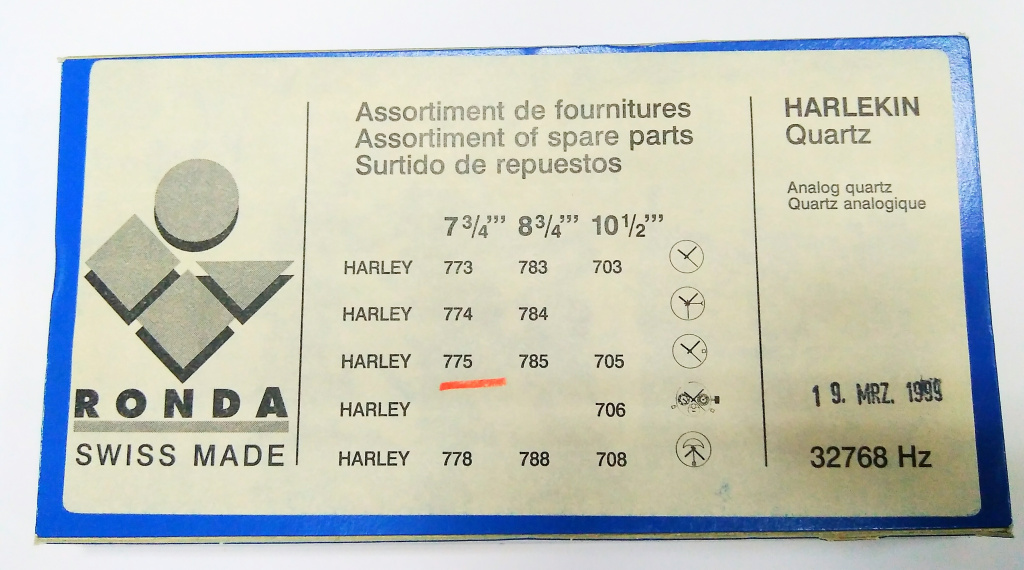 Assortiment de fournitures
Assortiment of spare parts
Surtido de repuestos
7 3/4''' 8 3/4''' 10 1/2'''
HARLEY 773 783 703
HARLEY 774 784
HARLEY 775 785 705
HARLEY 706
HARLEY 778 788 708
RONDA
SWISS MADE
HARLEKIN
Quartz
Analog quartz
Quartz analogique
19. MRZ. 1999
32768 Hz